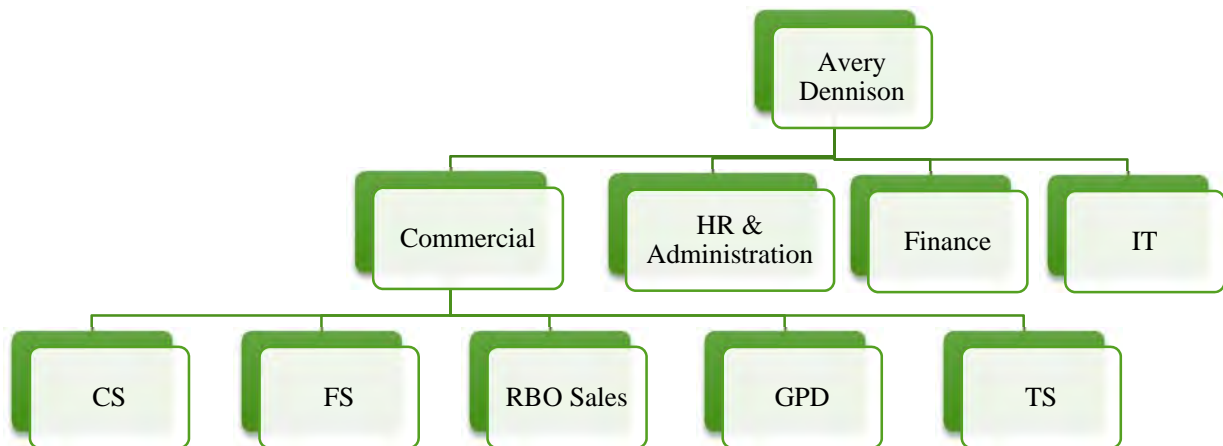 Avery
Dennison
Commercial
HR &
Administration
Finance
IT
CS
FS
RBO Sales
GPD
TS